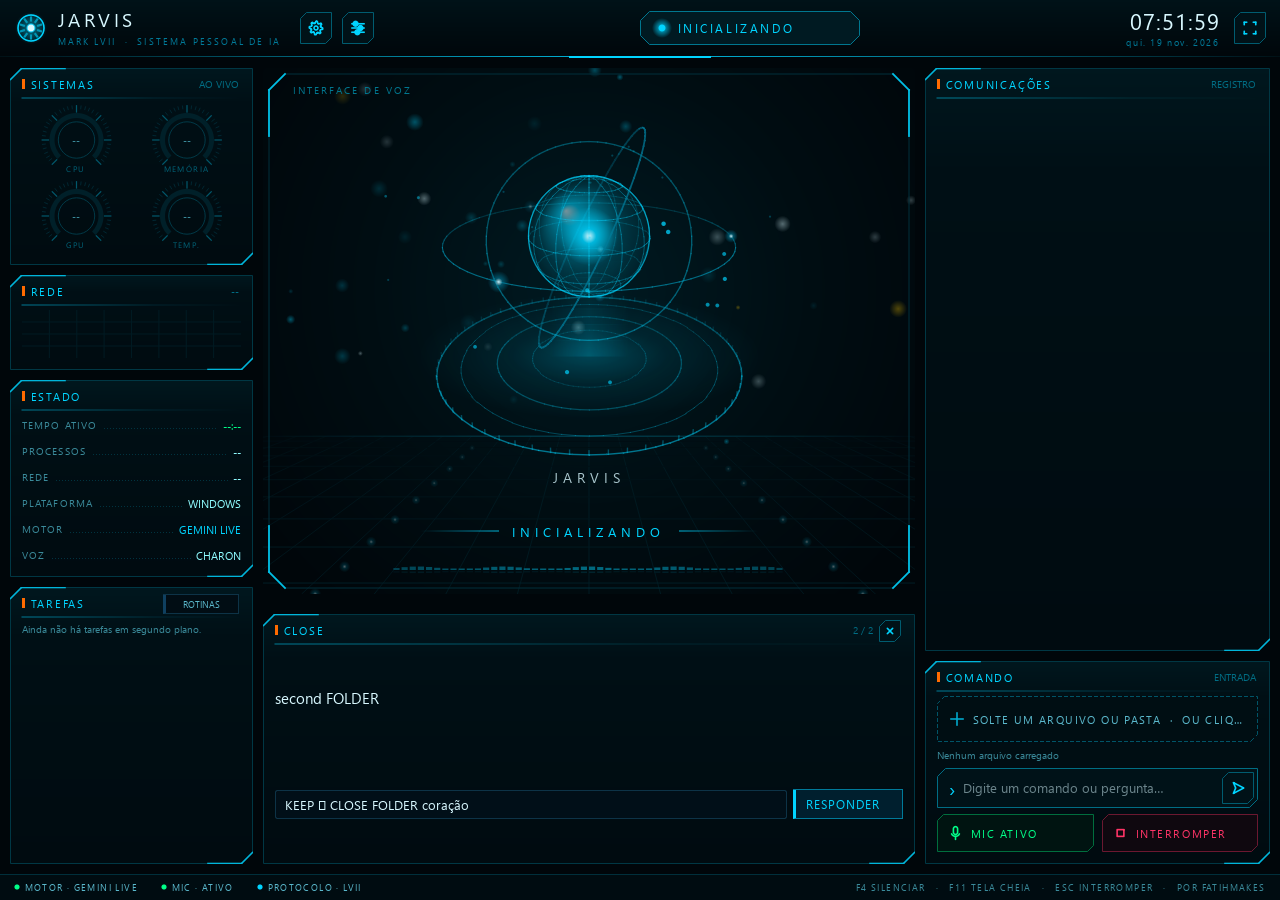 JARVIS
MARK LVII · SISTEMA PESSOAL DE IA
INICIALIZANDO
07:51:59
qui. 19 nov. 2026
SISTEMAS
AO VIVO
--
--
CPU
MEMÓRIA
--
--
GPU
TEMP.
REDE
--
ESTADO
TEMPO ATIVO --:--
PROCESSOS --
REDE --
PLATAFORMA WINDOWS
MOTOR GEMINI LIVE
VOZ CHARON
TAREFAS
ROTINAS
Ainda não há tarefas em segundo plano.
INTERFACE DE VOZ
JARVIS
INICIALIZANDO
CLOSE
2 / 2
second FOLDER
KEEP ▯ CLOSE FOLDER coração
RESPONDER
COMUNICAÇÕES
REGISTRO
COMANDO
ENTRADA
SOLTE UM ARQUIVO OU PASTA · OU CLIQ...
Nenhum arquivo carregado
› Digite um comando ou pergunta...
MIC ATIVO
INTERROMPER
MOTOR · GEMINI LIVE
MIC · ATIVO
PROTOCOLO · LVII
F4 SILENCIAR · F11 TELA CHEIA · ESC INTERROMPER · POR FATIHMAKES